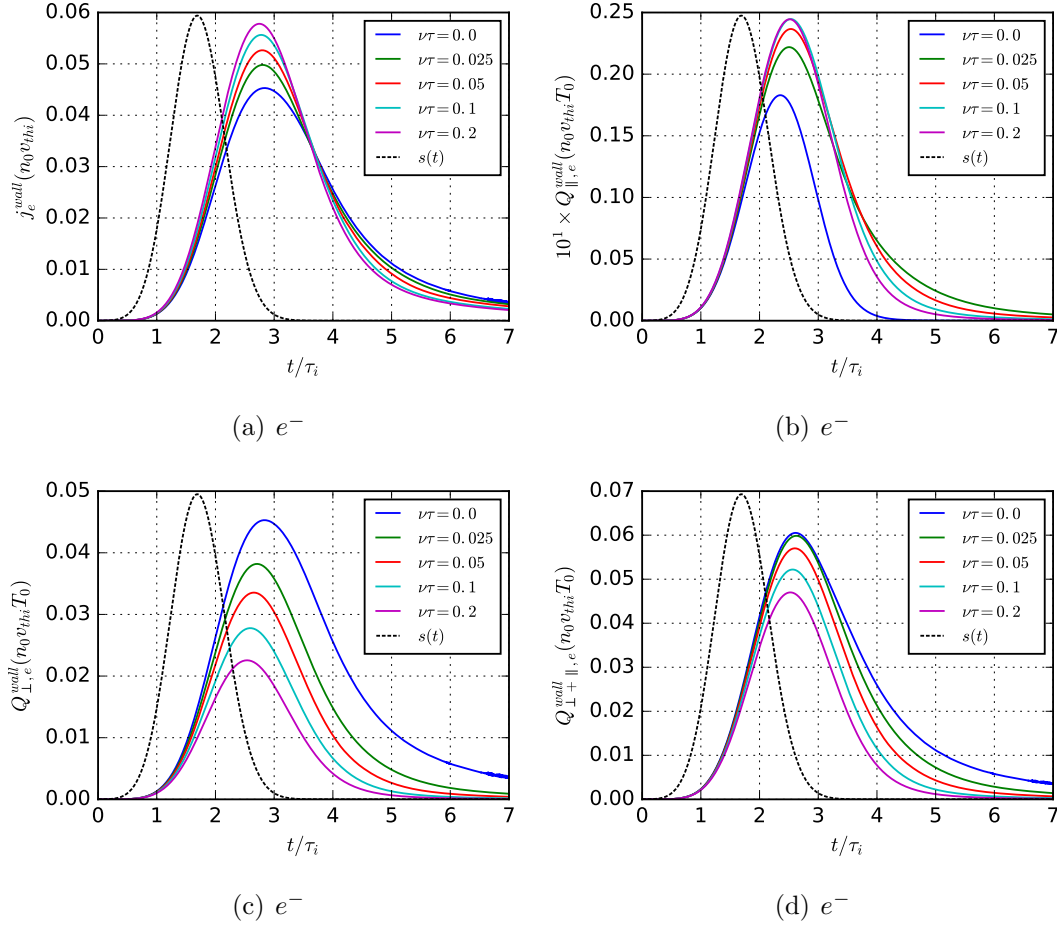 0.06
0.05
0.04
0.03
0.02
0.01
0.00
j_e^{wall}(n_0 v_{thi})
0 1 2 3 4 5 6 7
t/τ_i
ντ=0.0
ντ=0.025
ντ=0.05
ντ=0.1
ντ=0.2
s(t)
(a) e−
0.25
0.20
0.15
0.10
0.05
0.00
10^1 × Q_{∥,e}^{wall}(n_0 v_{thi} T_0)
0 1 2 3 4 5 6 7
t/τ_i
ντ=0.0
ντ=0.025
ντ=0.05
ντ=0.1
ντ=0.2
s(t)
(b) e−
0.05
0.04
0.03
0.02
0.01
0.00
Q_{⊥,e}^{wall}(n_0 v_{thi} T_0)
0 1 2 3 4 5 6 7
t/τ_i
ντ=0.0
ντ=0.025
ντ=0.05
ντ=0.1
ντ=0.2
s(t)
(c) e−
0.07
0.06
0.05
0.04
0.03
0.02
0.01
0.00
Q_{⊥+∥,e}^{wall}(n_0 v_{thi} T_0)
0 1 2 3 4 5 6 7
t/τ_i
ντ=0.0
ντ=0.025
ντ=0.05
ντ=0.1
ντ=0.2
s(t)
(d) e−